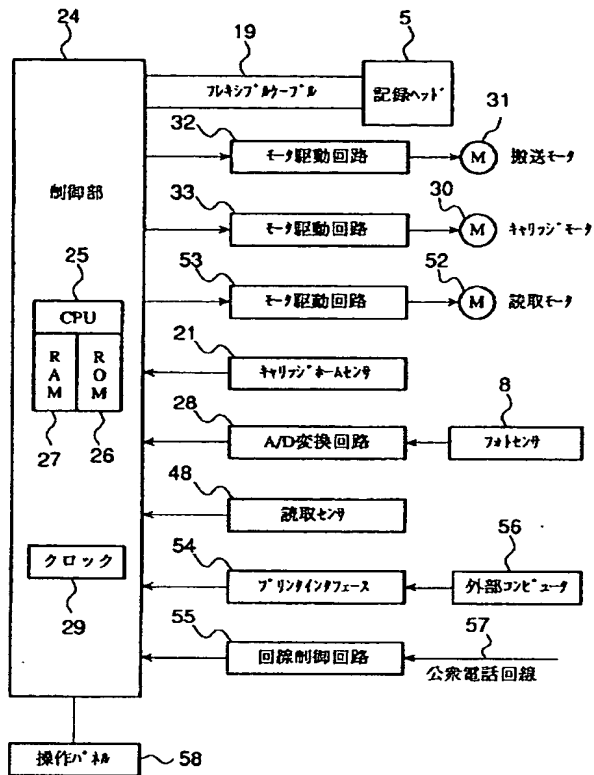 24
19
5
フレキシブルケーブル
記録ヘッド
32
31
モータ駆動回路
M
搬送モータ
制御部
33
30
モータ駆動回路
M
キャリッジモータ
25
53
52
CPU
モータ駆動回路
M
読取モータ
RAM
ROM
21
キャリッジホームセンサ
27
26
28
8
A/D変換回路
フォトセンサ
48
読取センサ
54
56
クロック
プリンタインタフェース
外部コンピュータ
29
55
57
回線制御回路
公衆電話回線
操作パネル
58